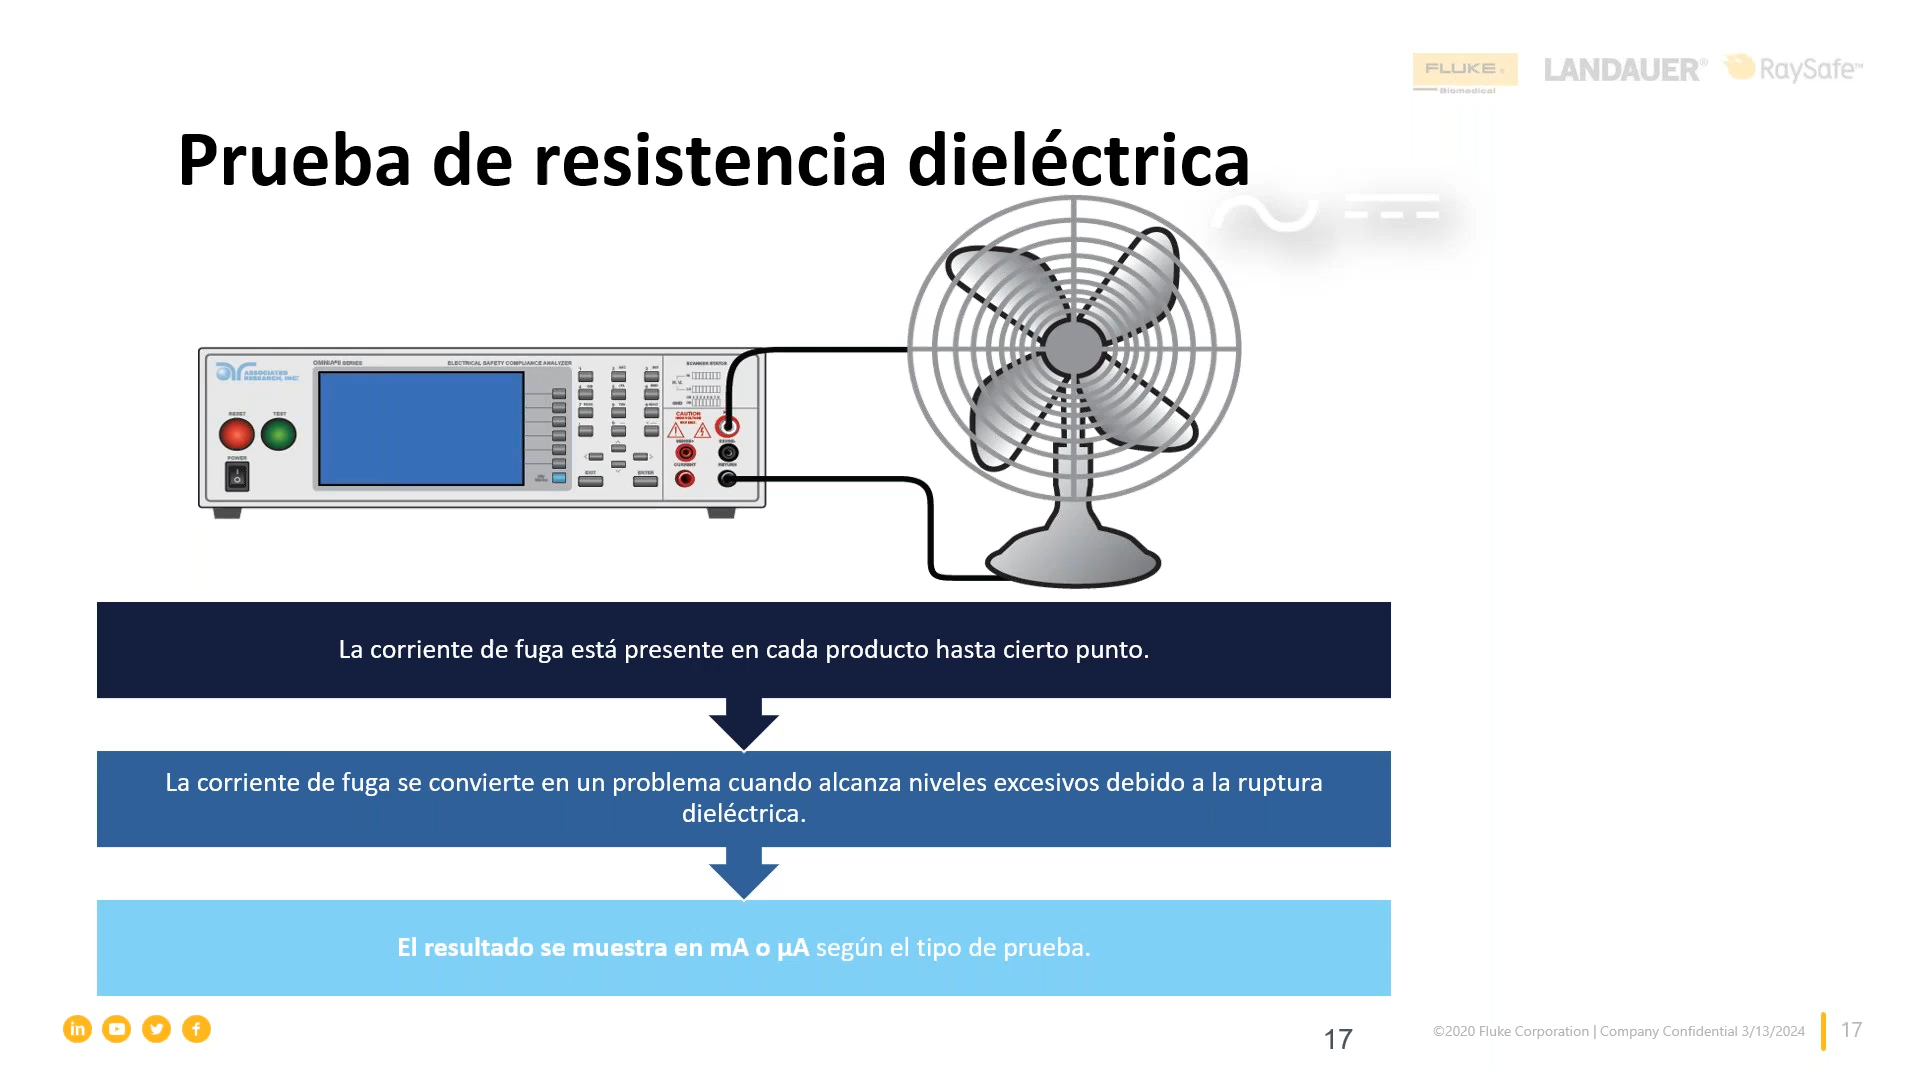 FLUKE®
Biomedical
LANDAUER®
RaySafe™
Prueba de resistencia dieléctrica
ASSOCIATED
RESEARCH, INC.
OMNIA® II SERIES
ELECTRICAL SAFETY COMPLIANCE ANALYZER
SCANNER STATUS
RESET
TEST
POWER
CAUTION
HIGH VOLTAGE
CURRENT
RETURN
EXIT
ENTER
La corriente de fuga está presente en cada producto hasta cierto punto.
La corriente de fuga se convierte en un problema cuando alcanza niveles excesivos debido a la ruptura
dieléctrica.
El resultado se muestra en mA o µA según el tipo de prueba.
17
©2020 Fluke Corporation | Company Confidential 3/13/2024
17